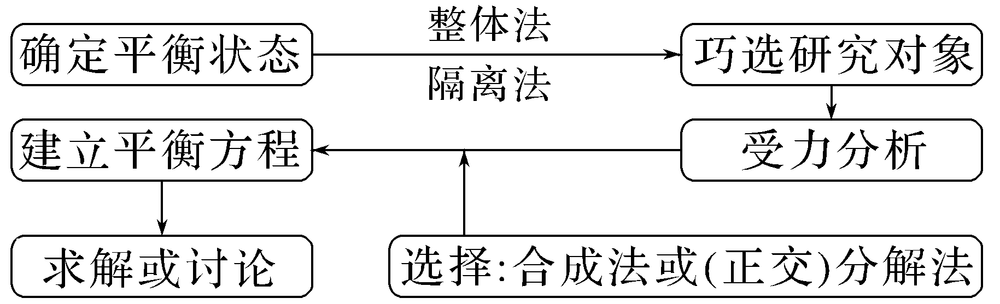 整体法
确定平衡状态
巧选研究对象
隔离法
建立平衡方程
受力分析
求解或讨论
选择:合成法或(正交)分解法